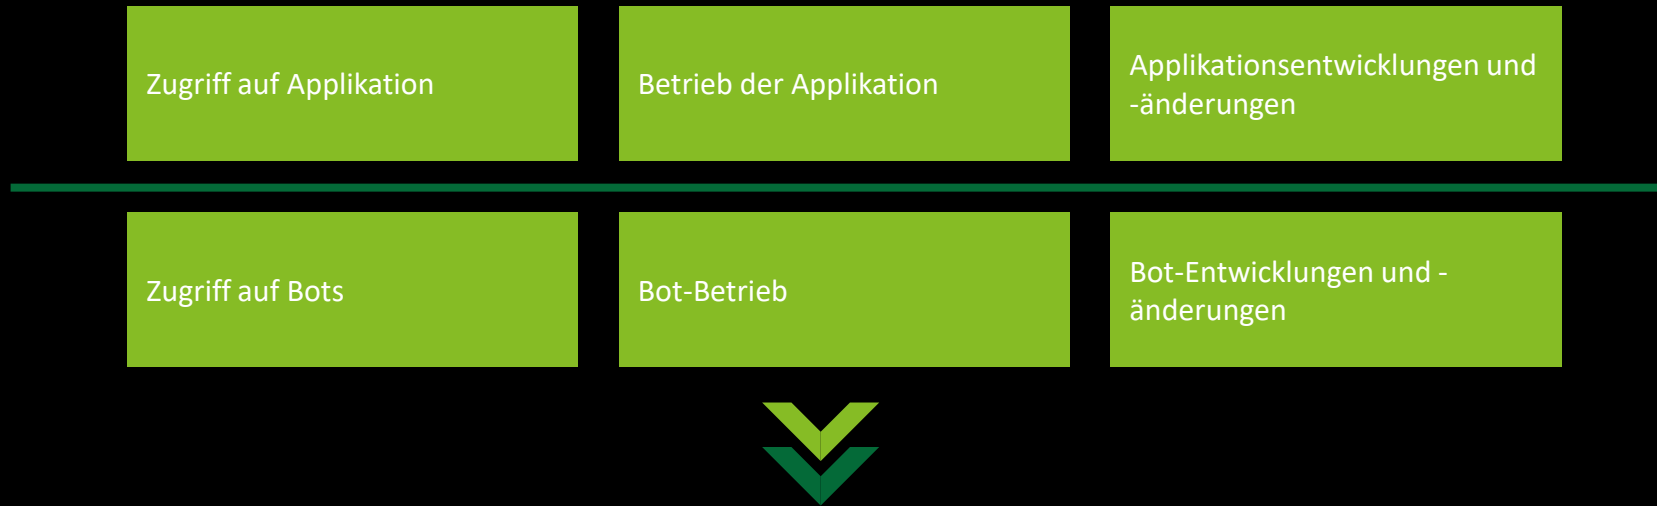 Zugriff auf Applikation
Betrieb der Applikation
Applikationsentwicklungen und
-änderungen
Zugriff auf Bots
Bot-Betrieb
Bot-Entwicklungen und -
änderungen